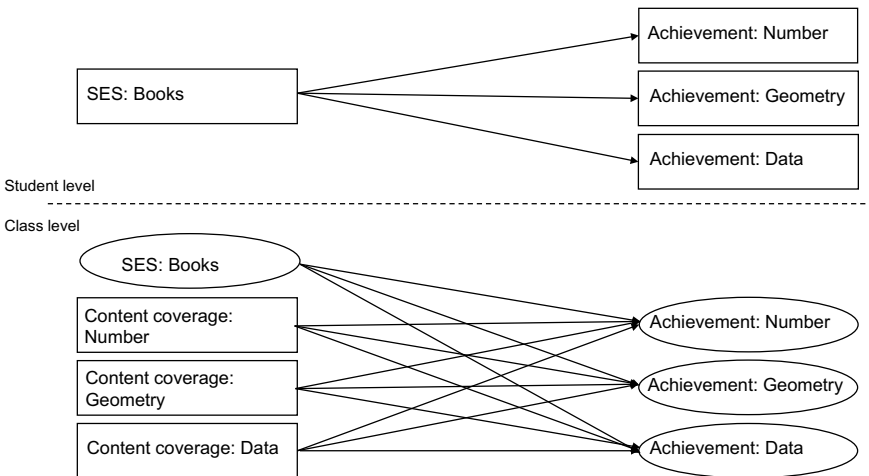 Achievement: Number
SES: Books
Achievement: Geometry
Achievement: Data
Student level
Class level
SES: Books
Content coverage:
Number
Achievement: Number
Content coverage:
Geometry
Achievement: Geometry
Content coverage: Data
Achievement: Data